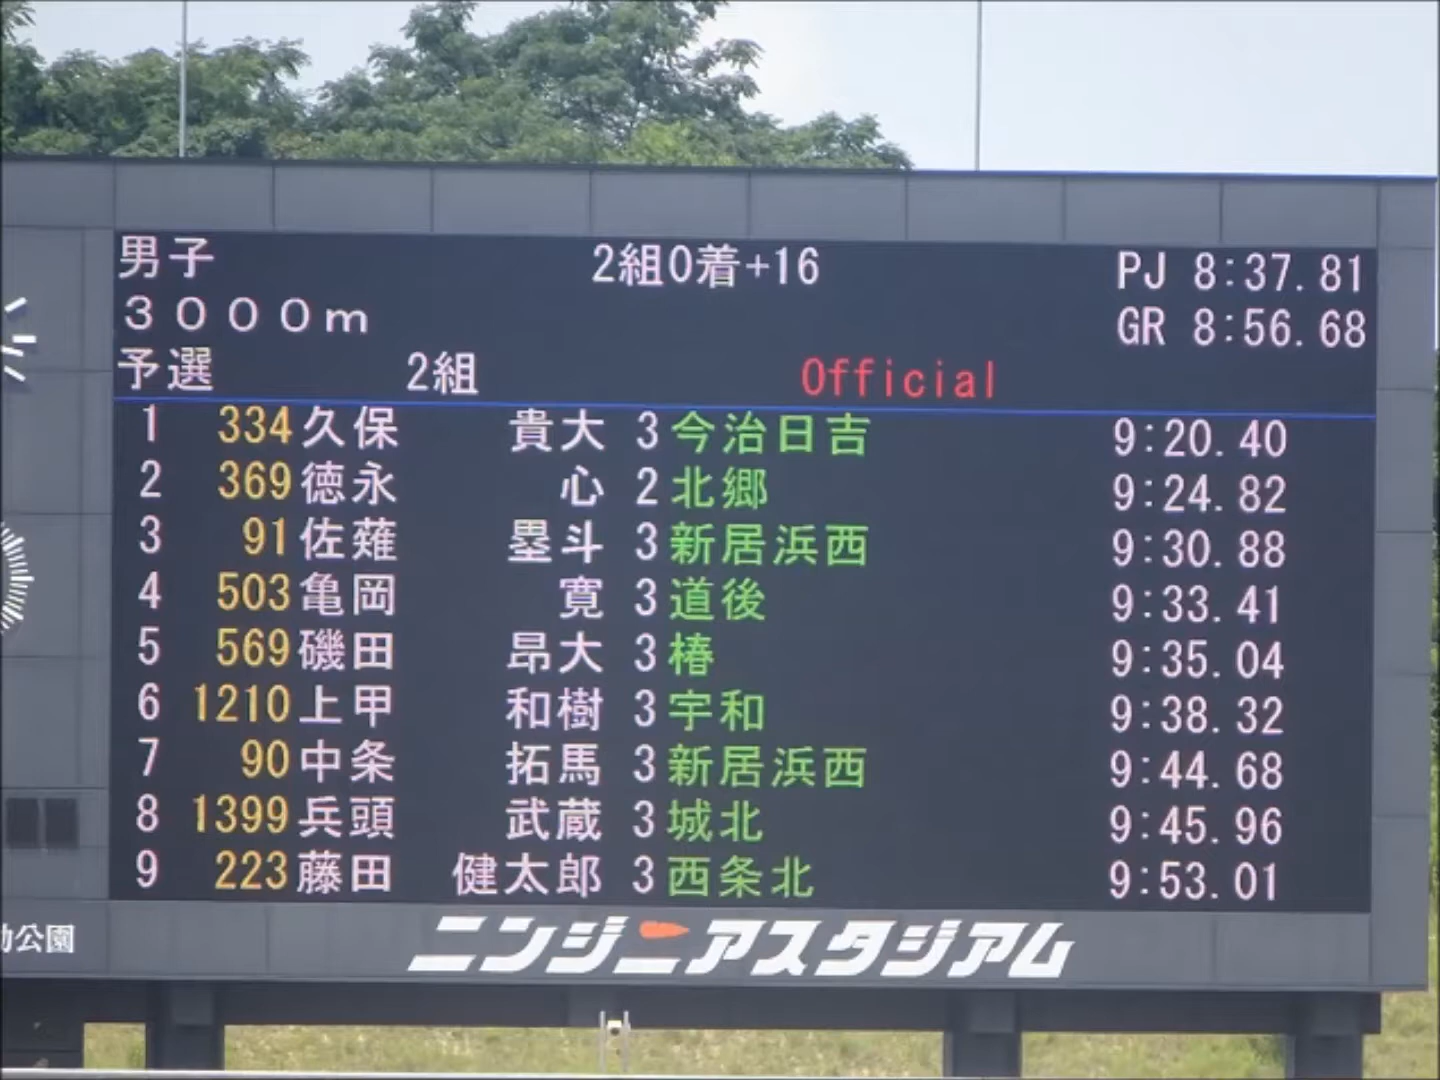 男子 2組0着+16 PJ 8:37.81
3000m GR 8:56.68
予選 2組 Official
1 334 久保 貴大 3 今治日吉 9:20.40
2 369 徳永 心 2 北郷 9:24.82
3 91 佐薙 塁斗 3 新居浜西 9:30.88
4 503 亀岡 寛 3 道後 9:33.41
5 569 磯田 昂大 3 椿 9:35.04
6 1210 上甲 和樹 3 宇和 9:38.32
7 90 中条 拓馬 3 新居浜西 9:44.68
8 1399 兵頭 武蔵 3 城北 9:45.96
9 223 藤田 健太郎 3 西条北 9:53.01
公園
ニンジニアスタジアム